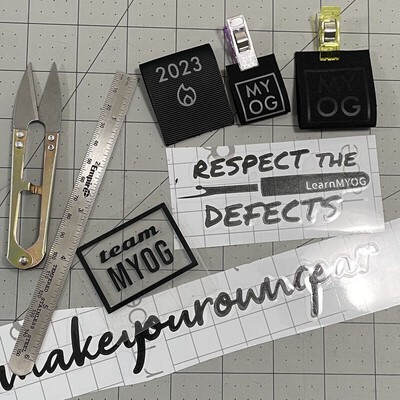 2023
MY
OG
MY
OG
RESPECT THE
LearnMYOG
DEFECTS
team
MYOG
makeyourowngear